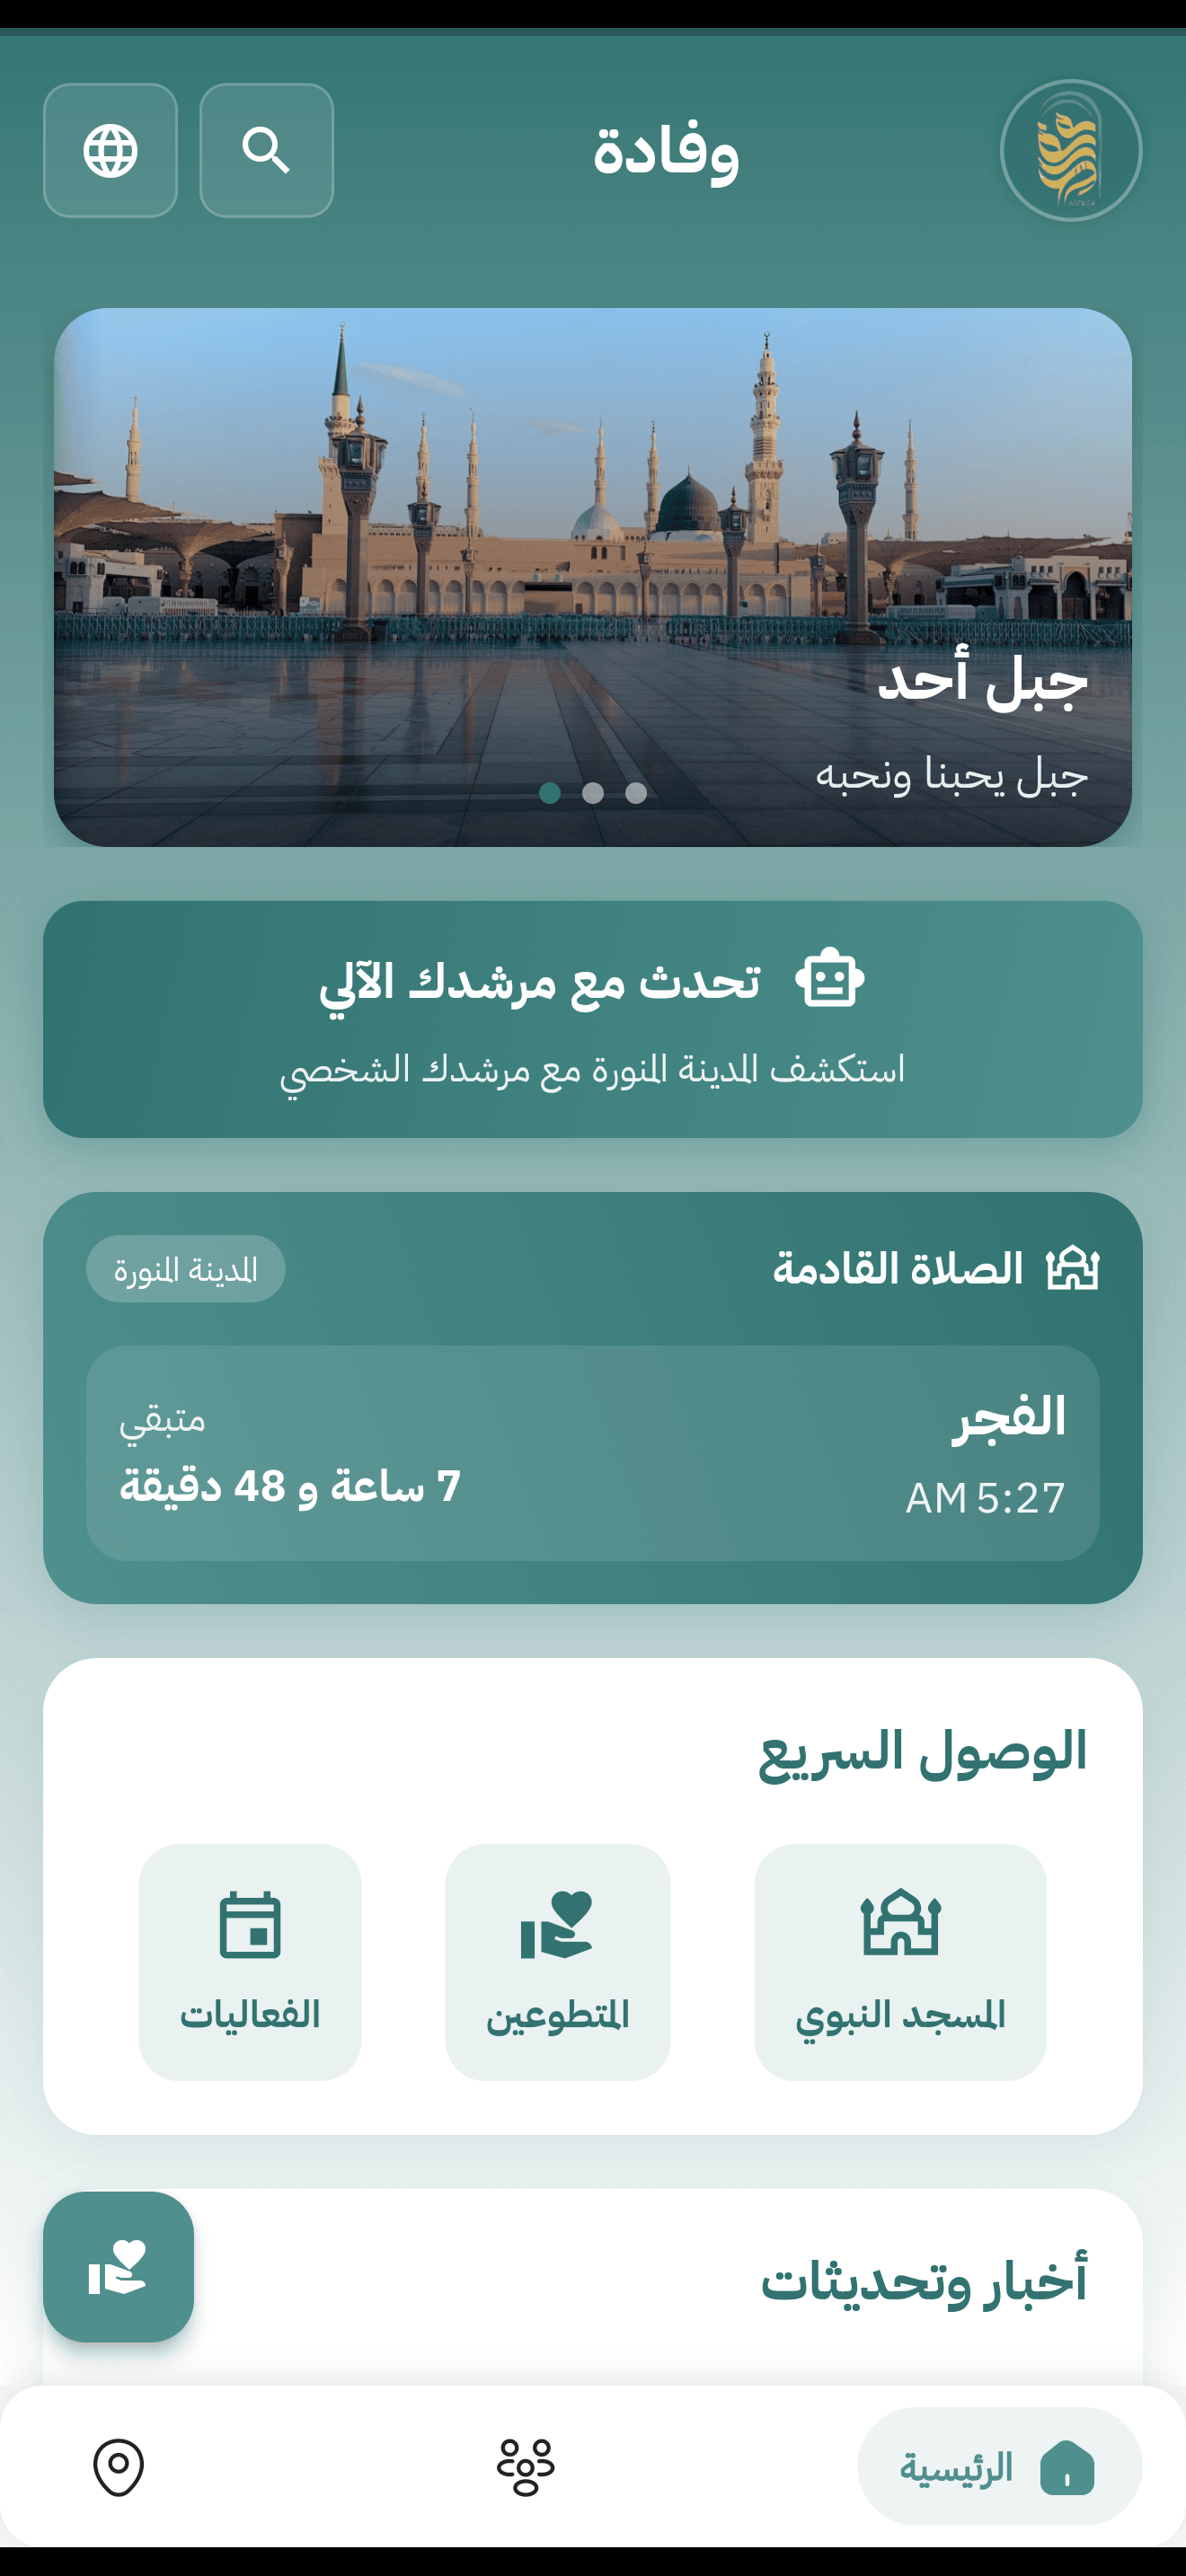 وفادة
جبل أحد
جبل يحبنا ونحبه
تحدث مع مرشدك الآلي
استكشف المدينة المنورة مع مرشدك الشخصي
الصلاة القادمة
المدينة المنورة
الفجر
متبقي
5:27 AM
7 ساعة و 48 دقيقة
الوصول السريع
المسجد النبوي
المتطوعين
الفعاليات
أخبار وتحديثات
الرئيسية